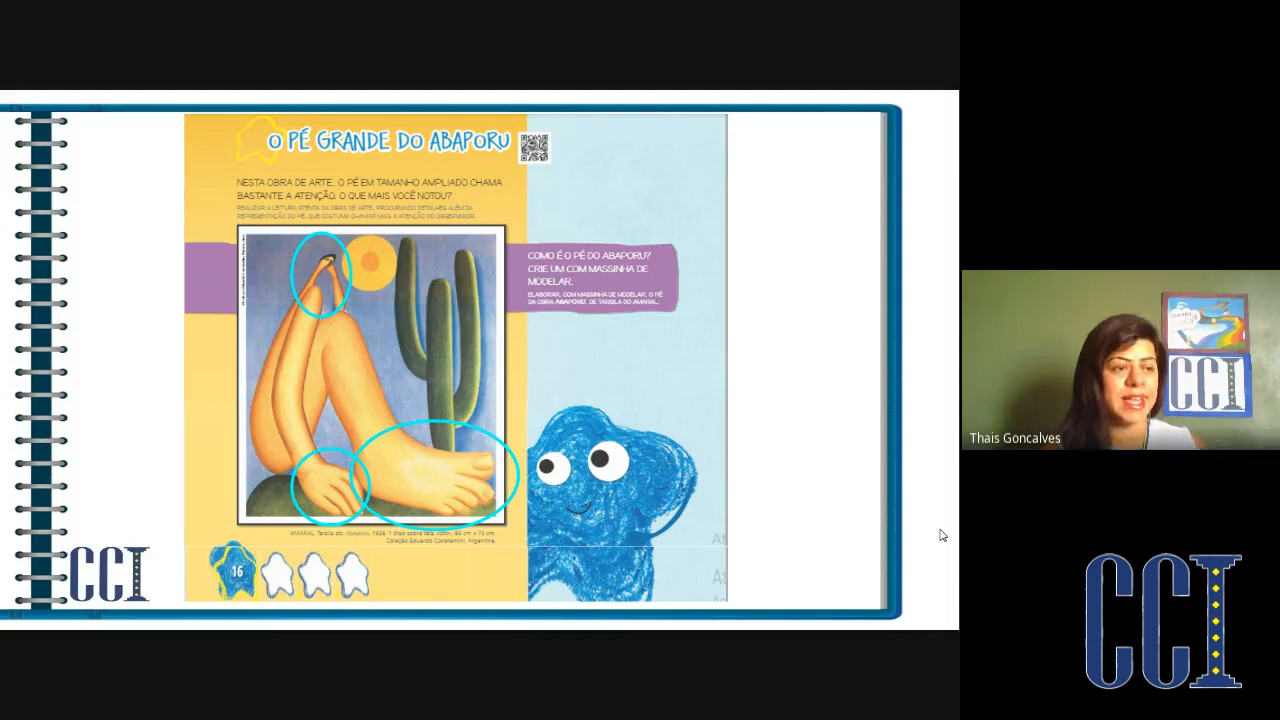 O PÉ GRANDE DO ABAPORU
NESTA OBRA DE ARTE, O PÉ EM TAMANHO AMPLIADO CHAMA
BASTANTE A ATENÇÃO. O QUE MAIS VOCÊ NOTOU?
REALIZAR A LEITURA ATENTA DA OBRA DE ARTE, PROCURANDO DETALHES ALÉM DA
REPRESENTAÇÃO DO PÉ, QUE COSTUMA CHAMAR MAIS A ATENÇÃO DO OBSERVADOR.
COMO É O PÉ DO ABAPORU?
CRIE UM COM MASSINHA DE
MODELAR.
ELABORAR, COM MASSINHA DE MODELAR, O PÉ
DA OBRA ABAPORU, DE TARSILA DO AMARAL.
AMARAL, Tarsila do. Abaporu, 1928. 1 óleo sobre tela, color., 85 cm x 73 cm.
Coleção Eduardo Constantini, Argentina.
16
CCI
CCI
Thais Goncalves
CCI